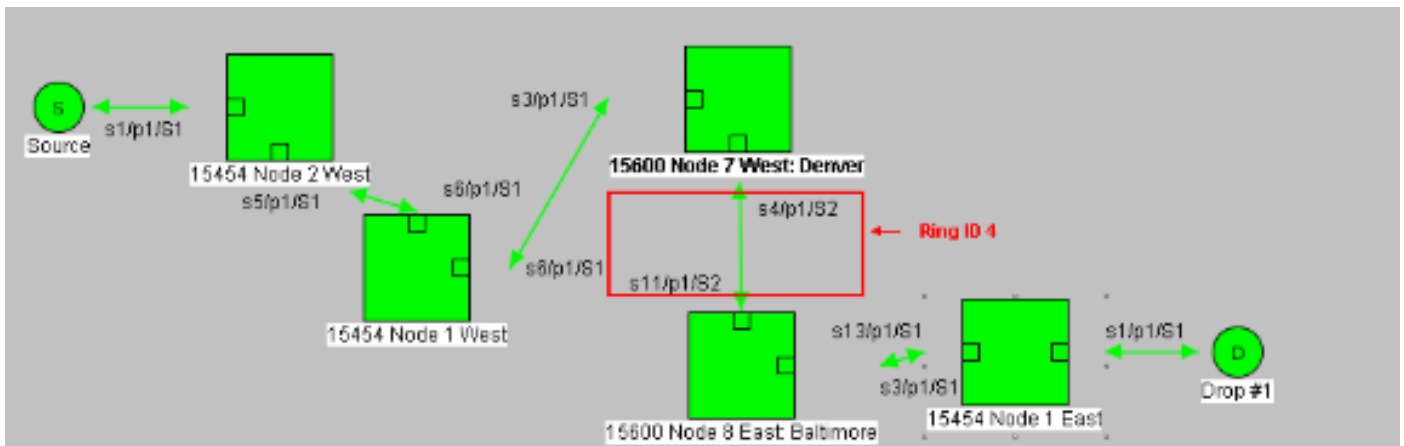 S
s1/p1/S1
Source
15454 Node 2 West
s5/p1/S1
s6/p1/S1
15454 Node 1 West
s6/p1/S1
s3/p1/S1
15600 Node 7 West: Denver
s4/p1/S2
Ring ID 4
s11/p1/S2
15600 Node 8 East: Baltimore
s13/p1/S1
s3/p1/S1
15454 Node 1 East
s1/p1/S1
D
Drop #1